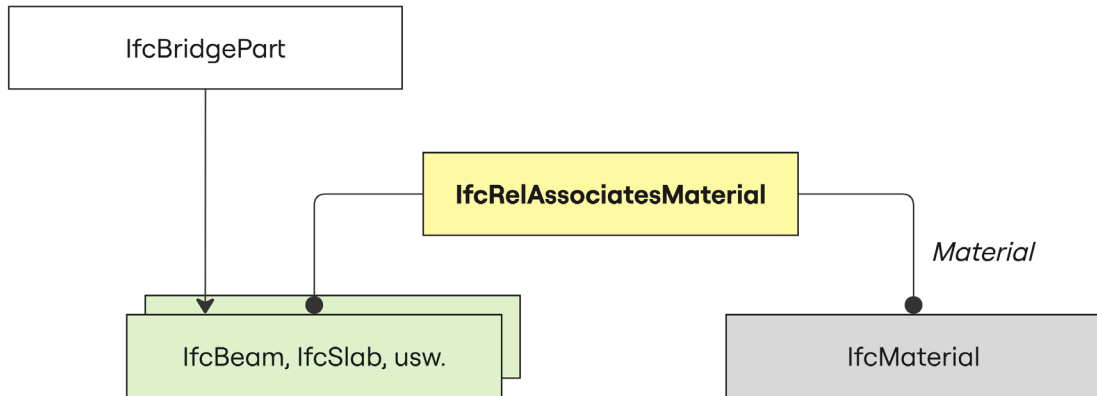 IfcBridgePart
IfcRelAssociatesMaterial
Material
IfcBeam, IfcSlab, usw.
IfcMaterial